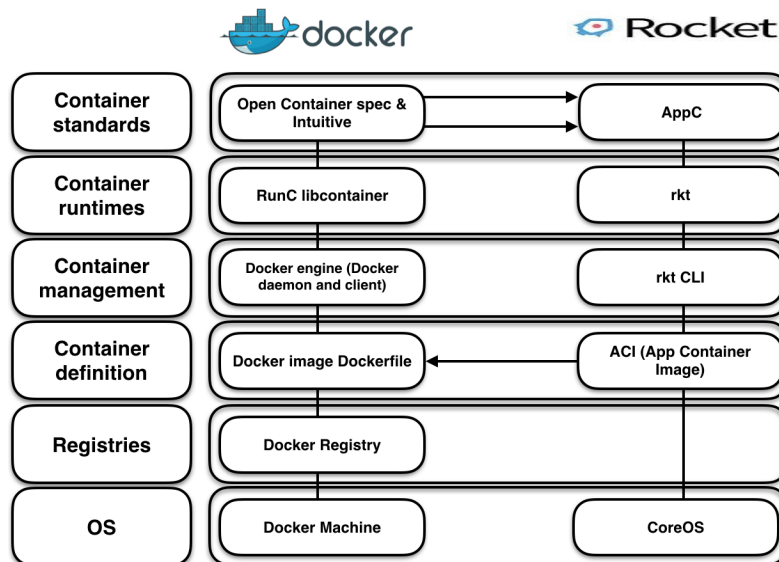 docker
Rocket
Container
standards
Open Container spec &
Intuitive
AppC
Container
runtimes
RunC libcontainer
rkt
Container
management
Docker engine (Docker
daemon and client)
rkt CLI
Container
definition
Docker image Dockerfile
ACI (App Container
Image)
Registries
Docker Registry
OS
Docker Machine
CoreOS